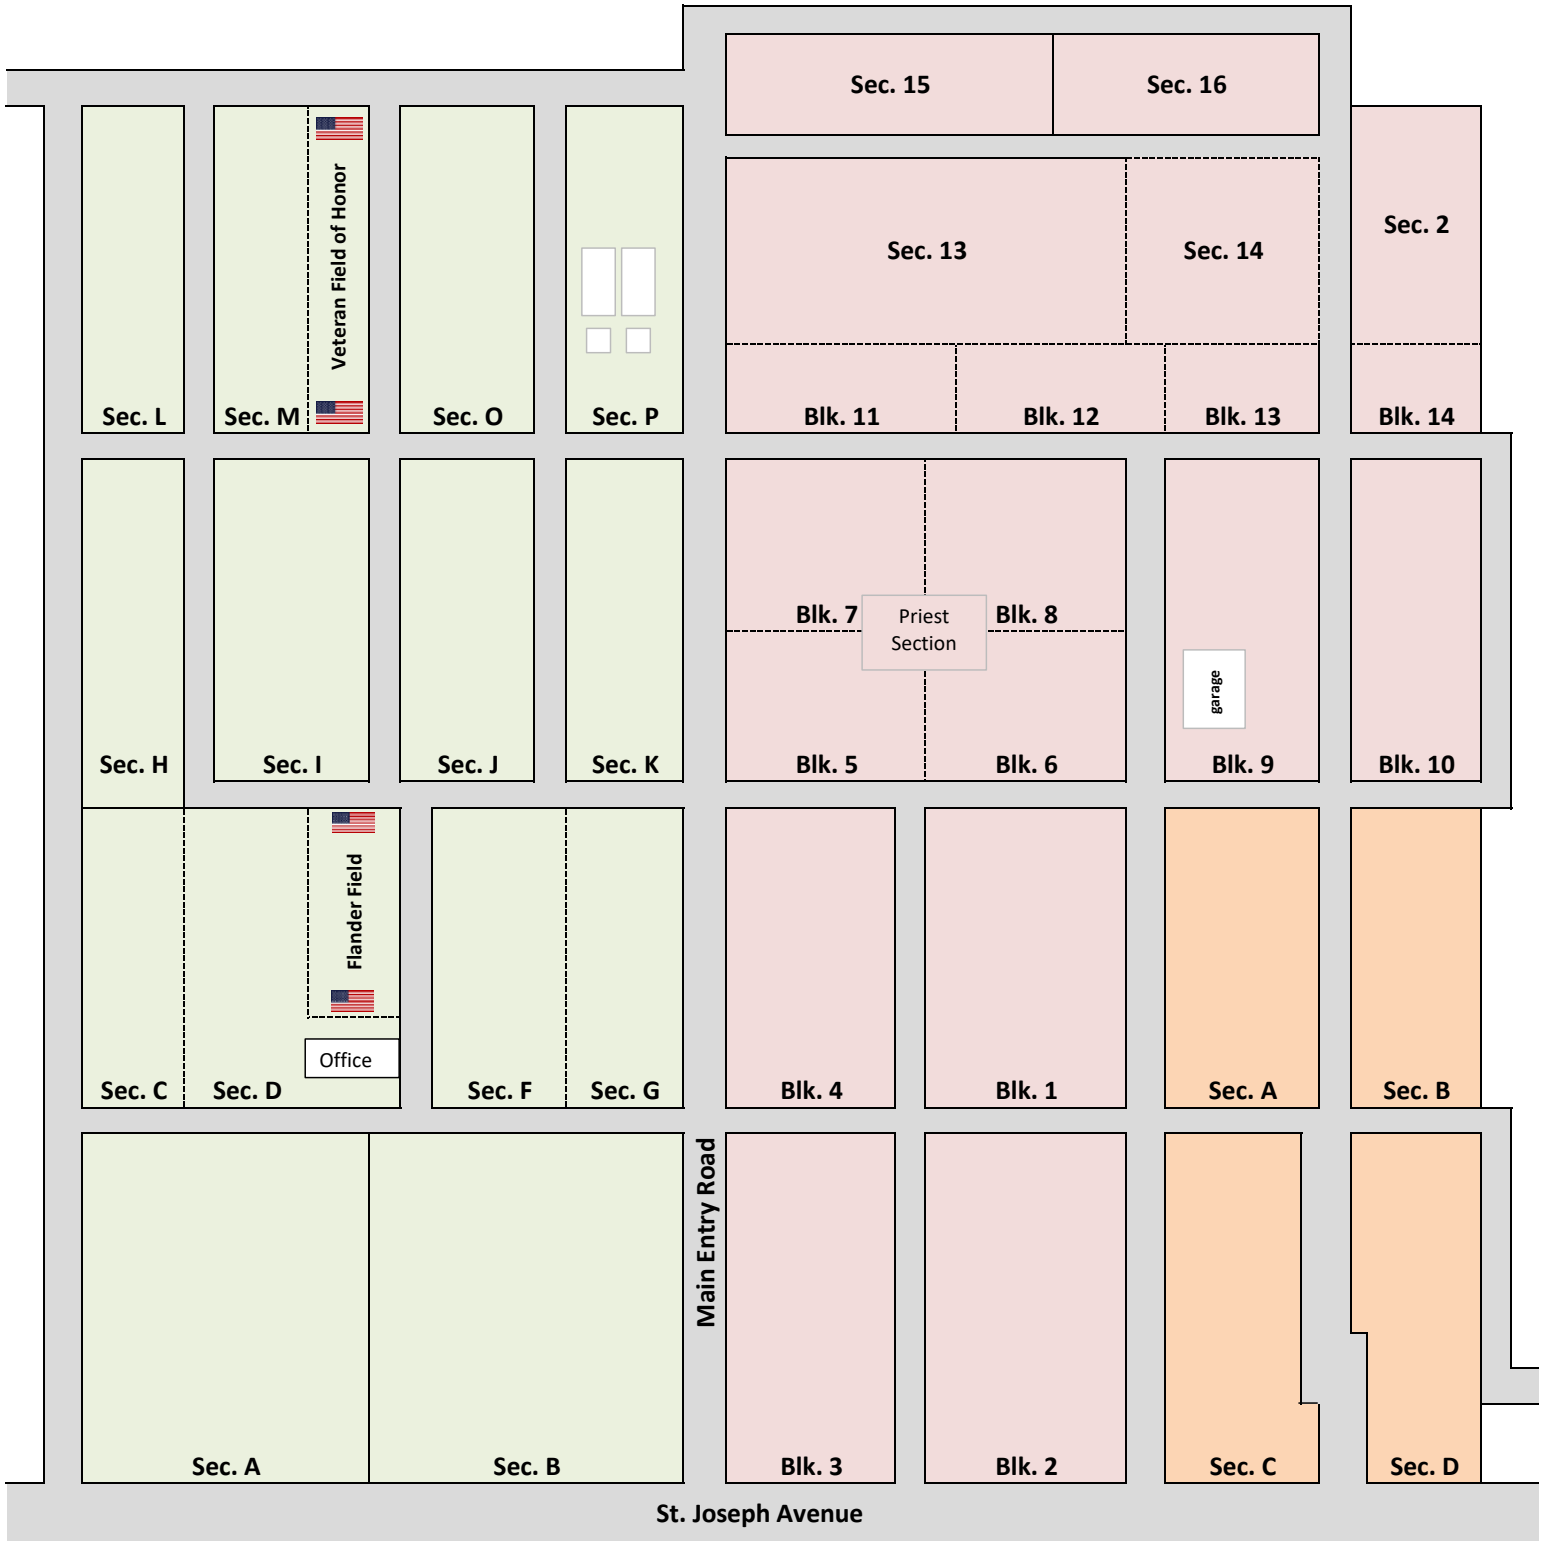 Sec. 15
Sec. 16
Veteran Field of Honor
Sec. 13
Sec. 14
Sec. 2
Sec. L
Sec. M
Sec. O
Sec. P
Blk. 11
Blk. 12
Blk. 13
Blk. 14
Blk. 7
Priest
Section
Blk. 8
garage
Sec. H
Sec. I
Sec. J
Sec. K
Blk. 5
Blk. 6
Blk. 9
Blk. 10
Flander Field
Office
Sec. C
Sec. D
Sec. F
Sec. G
Blk. 4
Blk. 1
Sec. A
Sec. B
Main Entry Road
Sec. A
Sec. B
Blk. 3
Blk. 2
Sec. C
Sec. D
St. Joseph Avenue